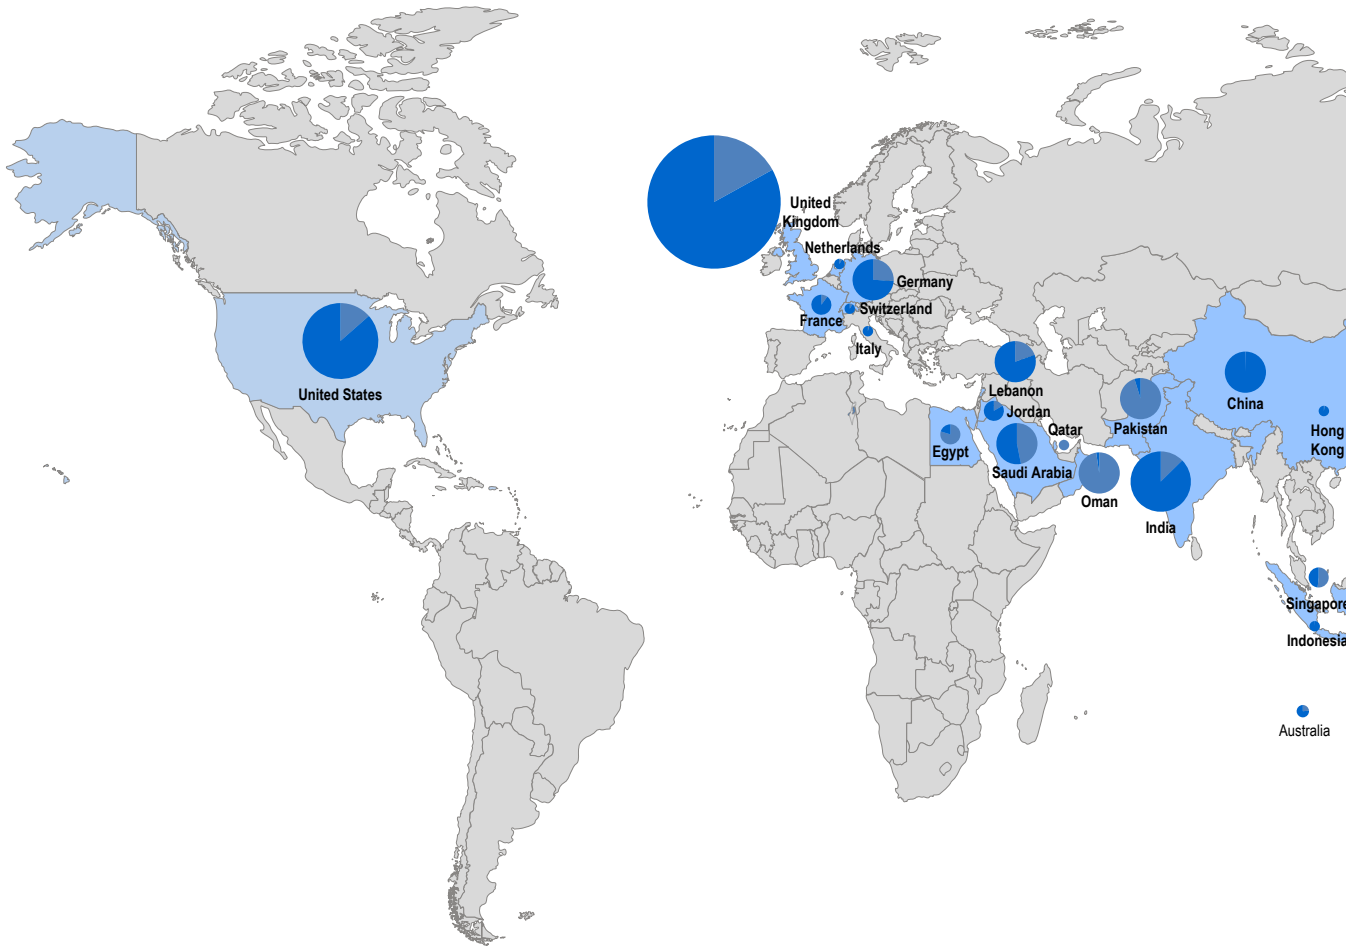 United
Kingdom
Netherlands
Germany
Switzerland
France
Italy
United States
Lebanon
Jordan
Qatar
Egypt
Saudi Arabia
Oman
Pakistan
India
China
Hong
Kong
Singapore
Indonesia
Australia